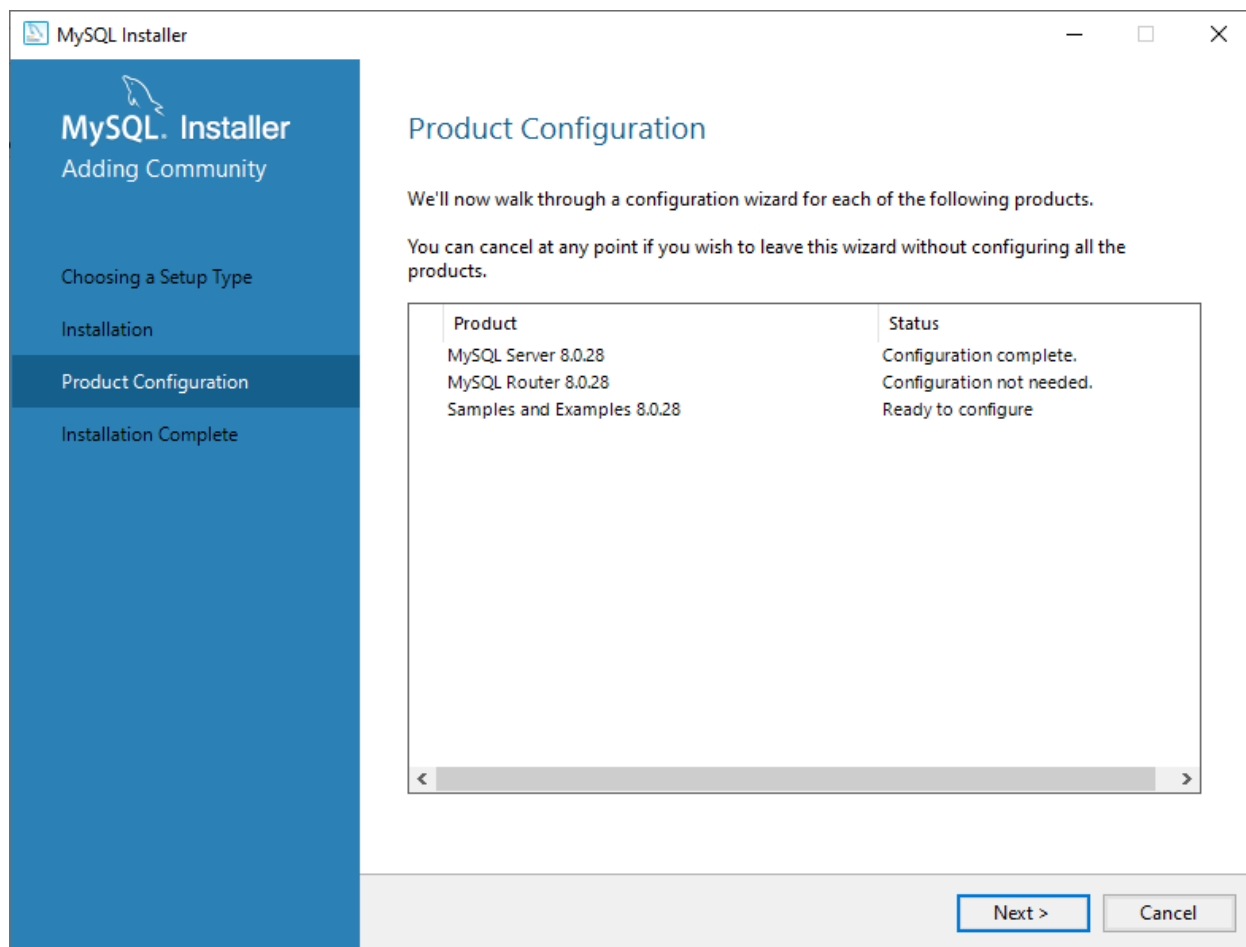 MySQL Installer
MySQL. Installer
Adding Community
Choosing a Setup Type
Installation
Product Configuration
Installation Complete
Product Configuration
We'll now walk through a configuration wizard for each of the following products.
You can cancel at any point if you wish to leave this wizard without configuring all the
products.
Product Status
MySQL Server 8.0.28 Configuration complete.
MySQL Router 8.0.28 Configuration not needed.
Samples and Examples 8.0.28 Ready to configure
Next > Cancel